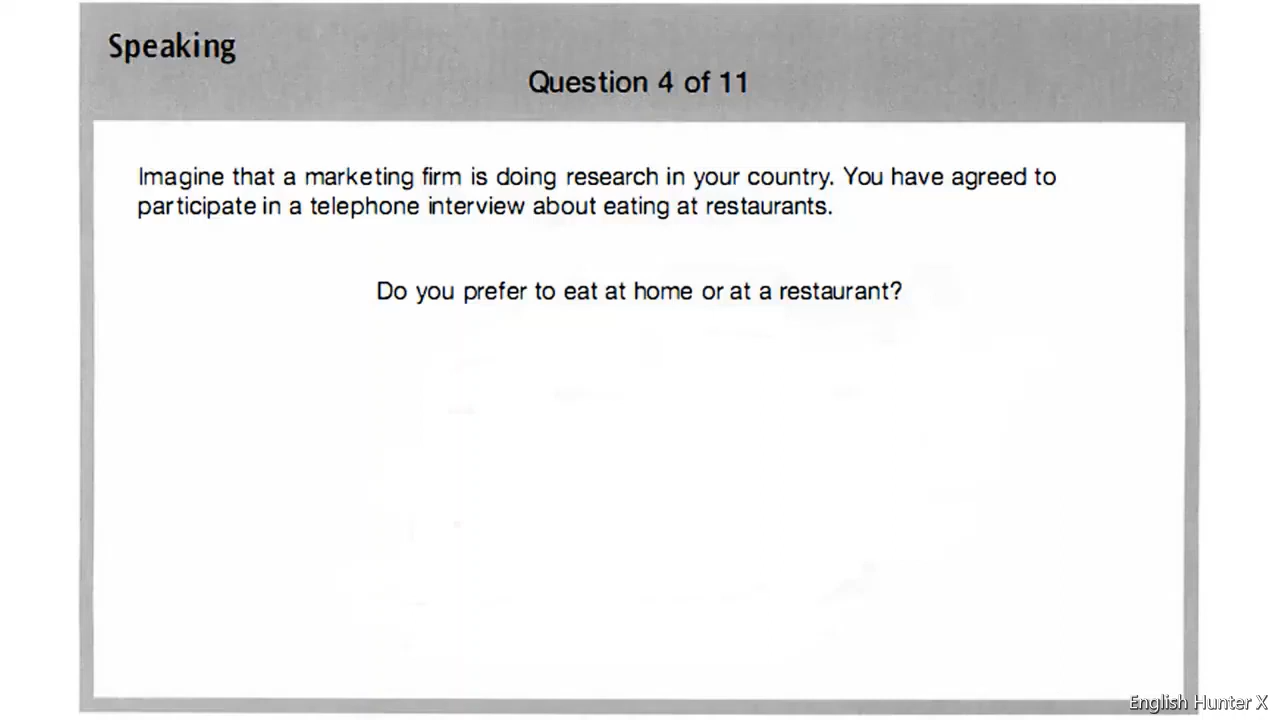 Speaking
Question 4 of 11
Imagine that a marketing firm is doing research in your country. You have agreed to
participate in a telephone interview about eating at restaurants.
Do you prefer to eat at home or at a restaurant?
English Hunter X